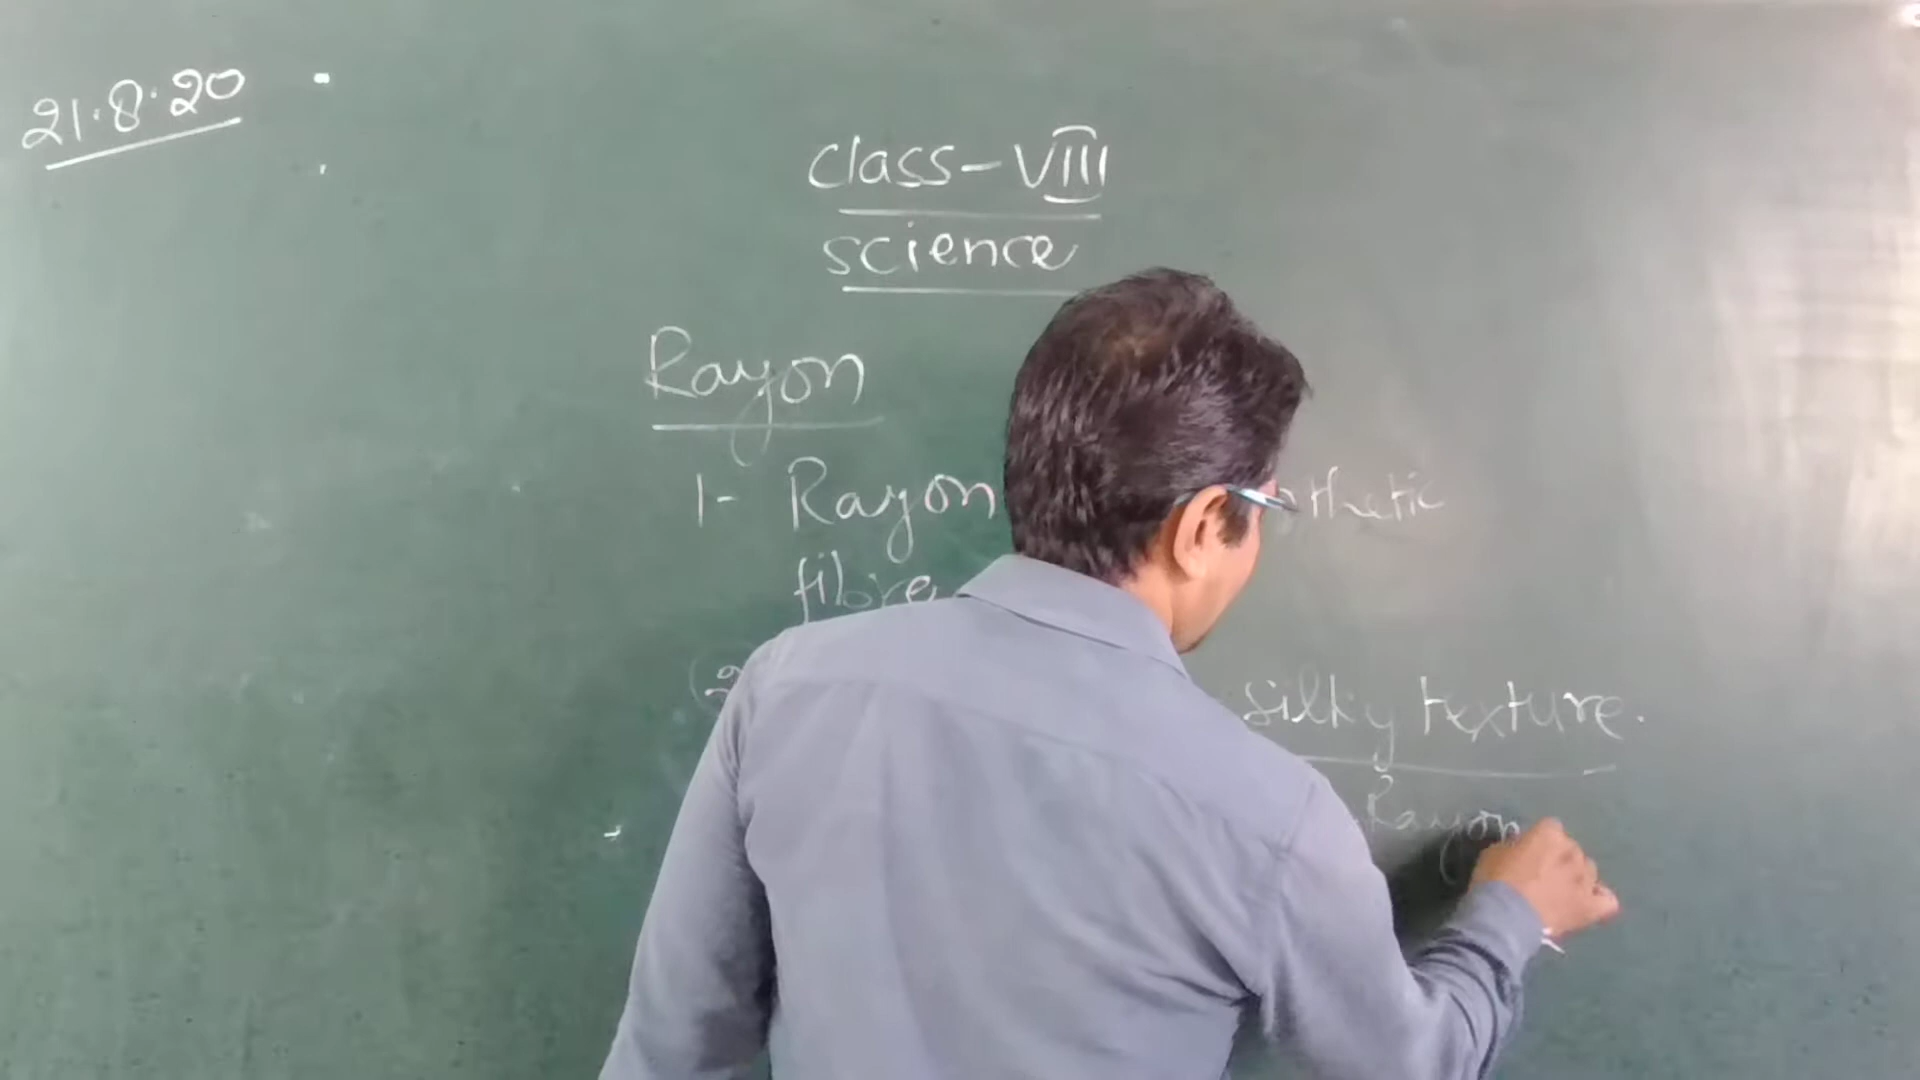 21.8.20
Class-VIII
science
Rayon
1- Rayon thetic
fibre
(2 silky texture.
Rayon